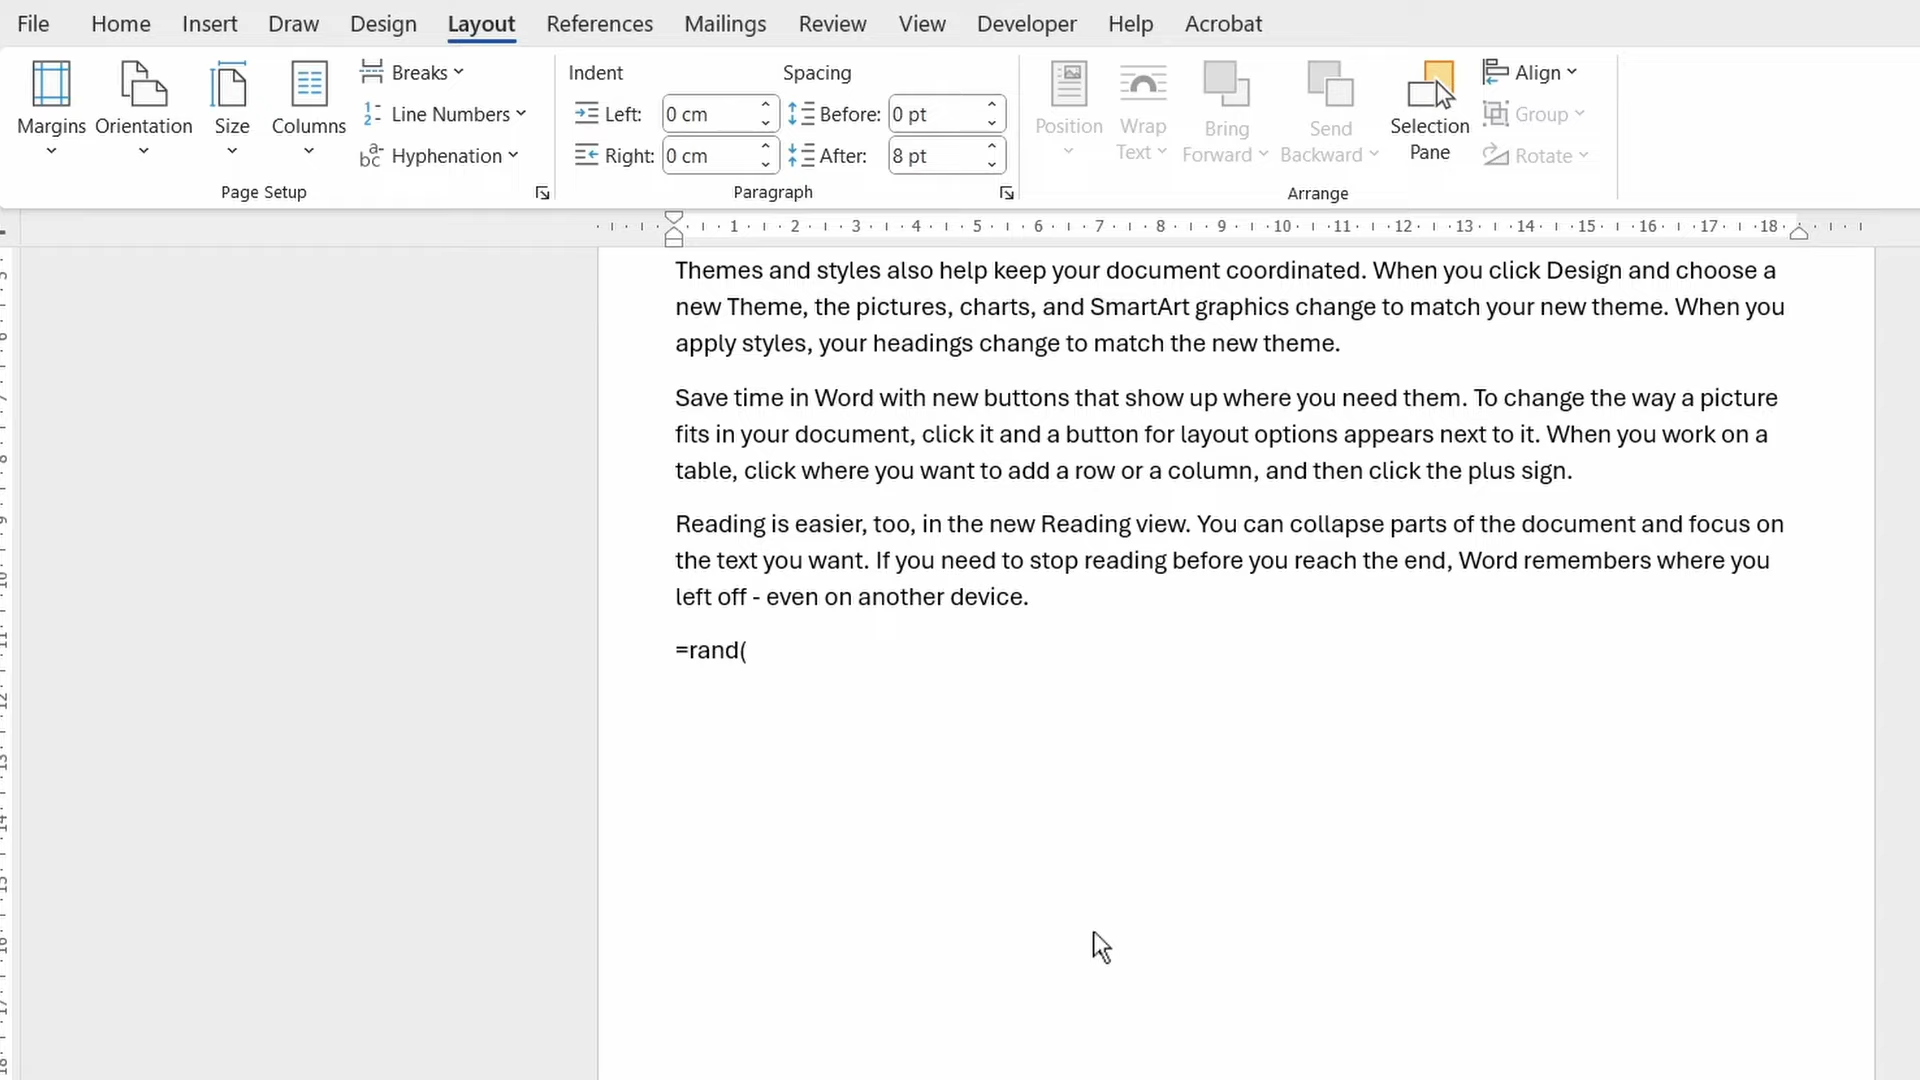 File Home Insert Draw Design Layout References Mailings Review View Developer Help Acrobat
Margins Orientation Size Columns
Breaks
Line Numbers
Hyphenation
Page Setup
Indent
Left: 0 cm
Right: 0 cm
Spacing
Before: 0 pt
After: 8 pt
Paragraph
Position
Wrap
Text
Bring
Forward
Send
Backward
Selection
Pane
Align
Group
Rotate
Arrange
1 2 3 4 5 6 7 8 9 10 11 12 13 14 15 16 17 18
Themes and styles also help keep your document coordinated. When you click Design and choose a
new Theme, the pictures, charts, and SmartArt graphics change to match your new theme. When you
apply styles, your headings change to match the new theme.
Save time in Word with new buttons that show up where you need them. To change the way a picture
fits in your document, click it and a button for layout options appears next to it. When you work on a
table, click where you want to add a row or a column, and then click the plus sign.
Reading is easier, too, in the new Reading view. You can collapse parts of the document and focus on
the text you want. If you need to stop reading before you reach the end, Word remembers where you
left off - even on another device.
=rand(